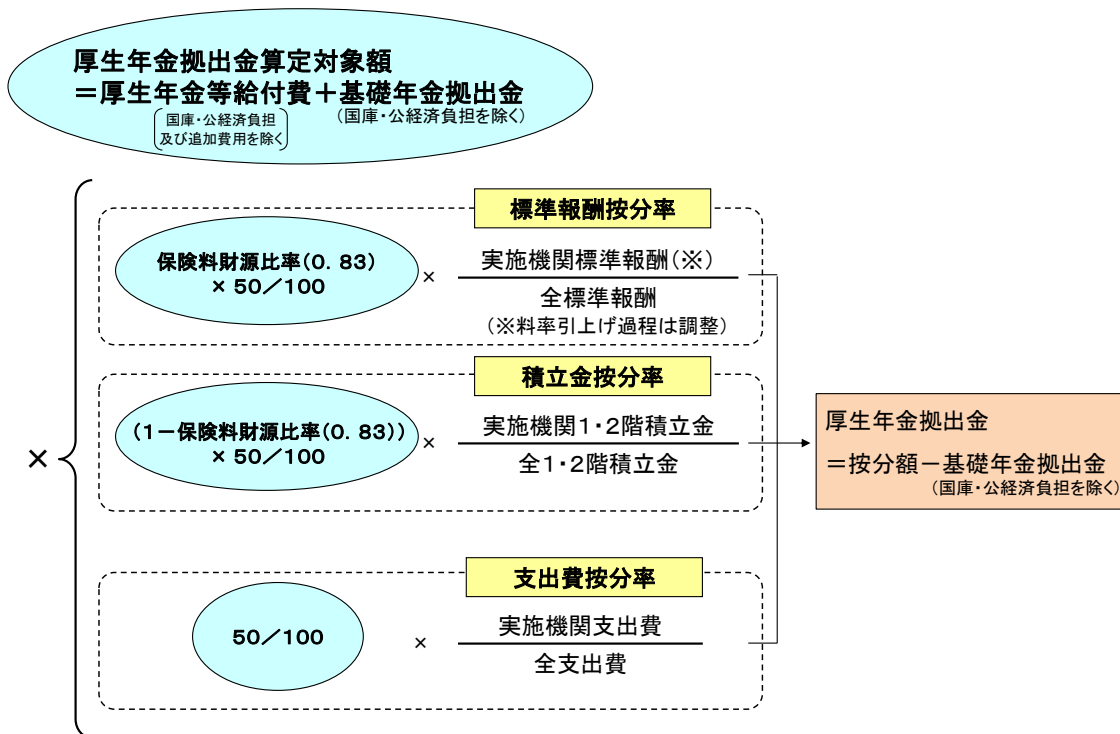 厚生年金拠出金算定対象額
＝厚生年金等給付費＋基礎年金拠出金
国庫・公経済負担
及び追加費用を除く
(国庫・公経済負担を除く)
×
標準報酬按分率
保険料財源比率(0．83)
× 50／100
×
実施機関標準報酬(※)
全標準報酬
(※料率引上げ過程は調整)
積立金按分率
(1－保険料財源比率(0．83))
× 50／100
×
実施機関1・2階積立金
全1・2階積立金
支出費按分率
50／100
×
実施機関支出費
全支出費
厚生年金拠出金
＝按分額－基礎年金拠出金
(国庫・公経済負担を除く)